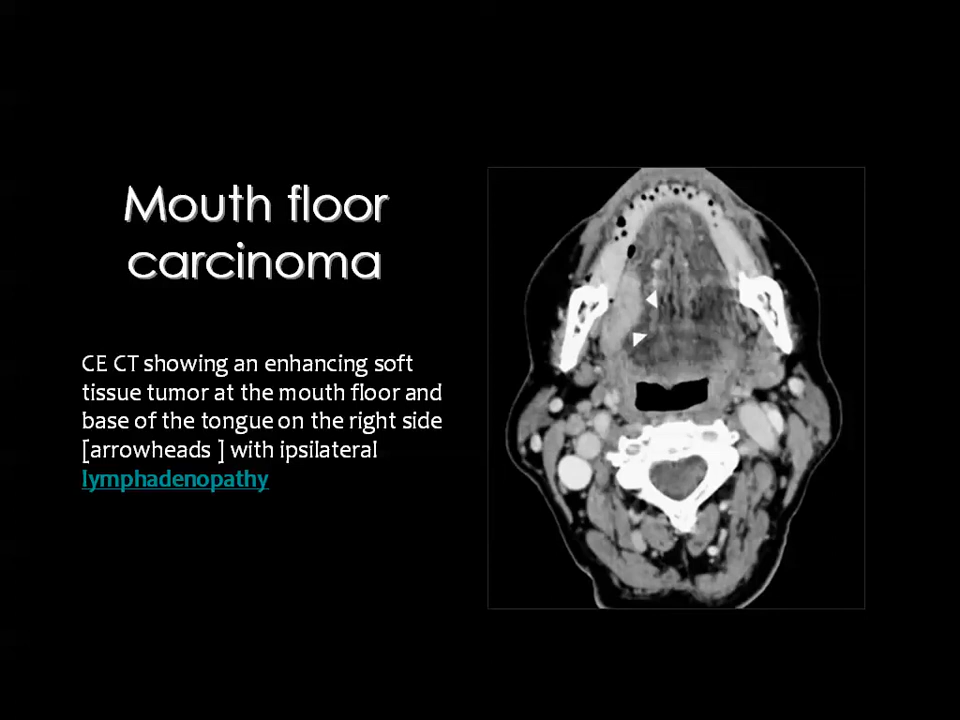 Mouth floor
carcinoma
CE CT showing an enhancing soft
tissue tumor at the mouth floor and
base of the tongue on the right side
[arrowheads ] with ipsilateral
lymphadenopathy